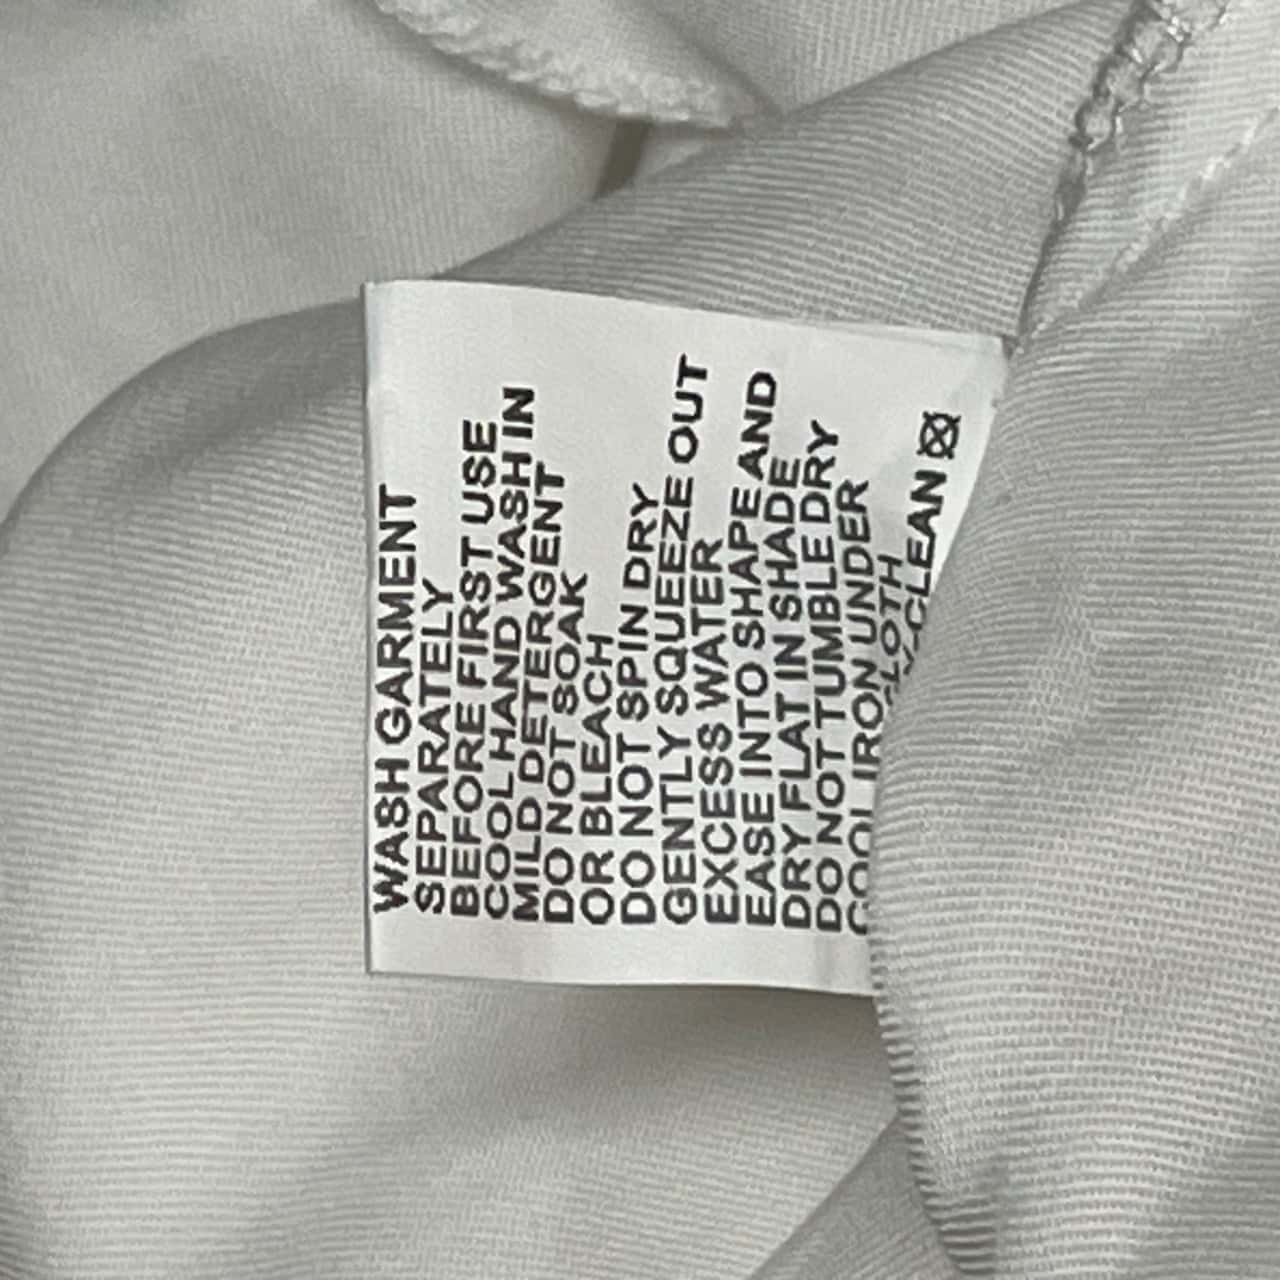 WASH GARMENT
SEPARATELY
BEFORE FIRST USE
COOL HAND WASH IN
MILD DETERGENT
DO NOT SOAK
OR BLEACH
DO NOT SPIN DRY
GENTLY SQUEEZE OUT
EXCESS WATER
EASE INTO SHAPE AND
DRY FLAT IN SHADE
DO NOT TUMBLE DRY
COOL IRON UNDER
CLOTH
Y-CLEAN